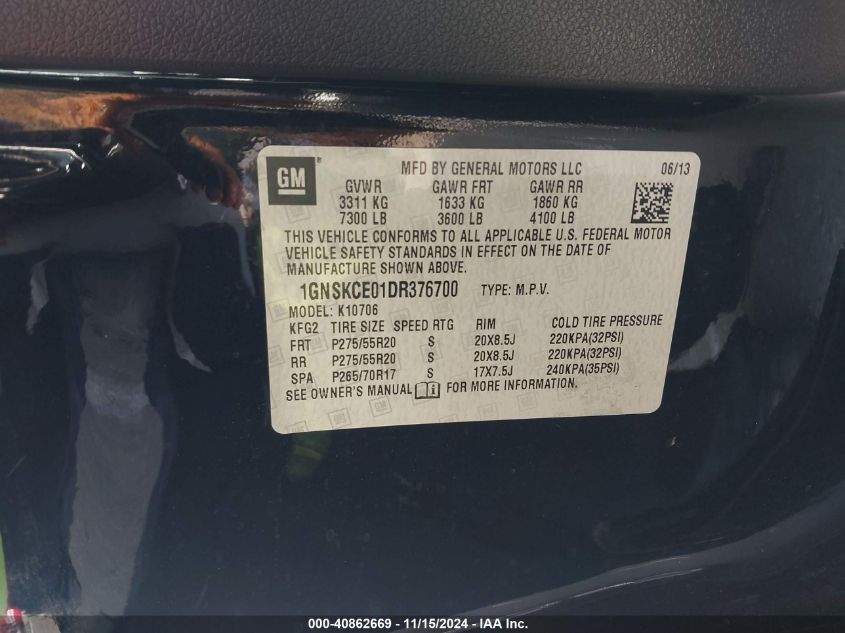 GM ® MFD BY GENERAL MOTORS LLC 06/13
GVWR GAWR FRT GAWR RR
3311 KG 1633 KG 1860 KG
7300 LB 3600 LB 4100 LB
THIS VEHICLE CONFORMS TO ALL APPLICABLE U.S. FEDERAL MOTOR
VEHICLE SAFETY STANDARDS IN EFFECT ON THE DATE OF
MANUFACTURE SHOWN ABOVE.
1GNSKCE01DR376700 TYPE: M.P.V.
MODEL: K10706
KFG2 TIRE SIZE SPEED RTG RIM COLD TIRE PRESSURE
FRT P275/55R20 S 20X8.5J 220KPA(32PSI)
RR P275/55R20 S 20X8.5J 220KPA(32PSI)
SPA P265/70R17 S 17X7.5J 240KPA(35PSI)
SEE OWNER'S MANUAL i FOR MORE INFORMATION.
000-40862669 - 11/15/2024 - IAAI, Inc.